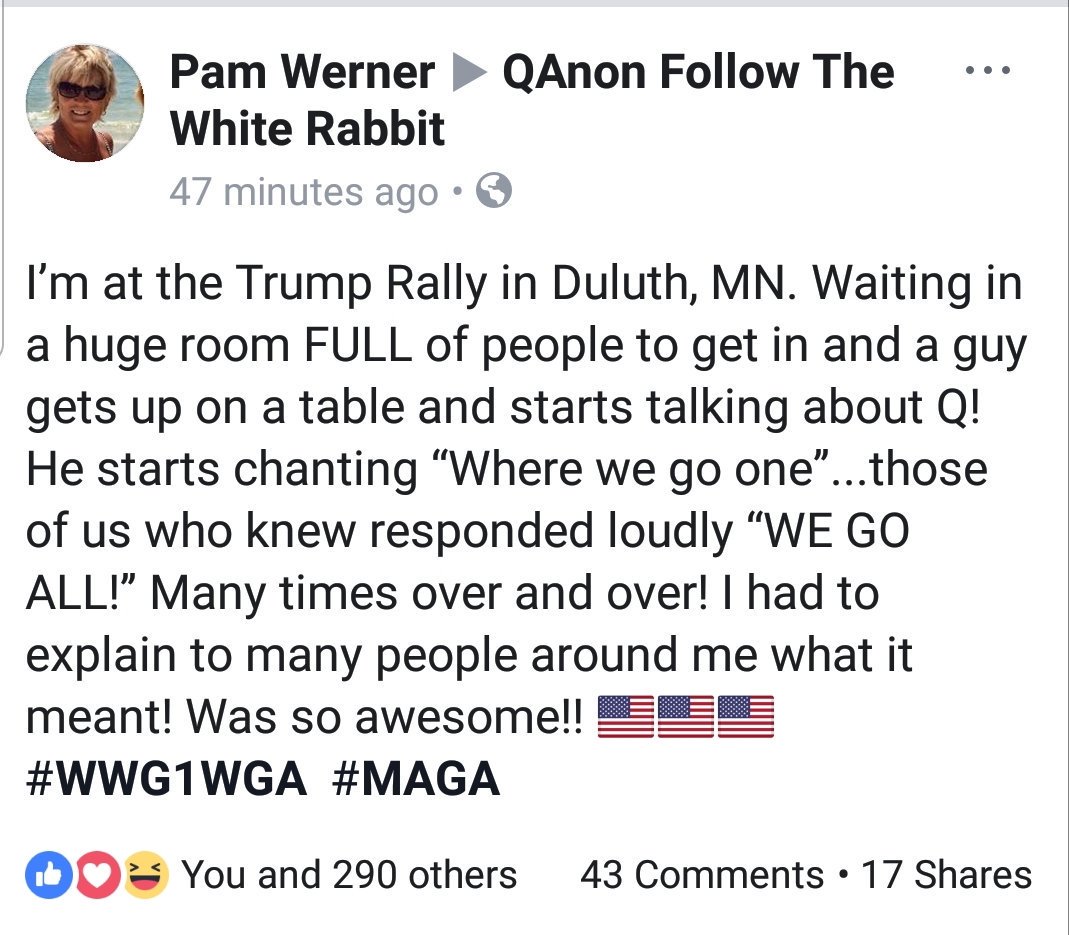 Pam Werner ▶ QAnon Follow The
White Rabbit
47 minutes ago •
I’m at the Trump Rally in Duluth, MN. Waiting in
a huge room FULL of people to get in and a guy
gets up on a table and starts talking about Q!
He starts chanting “Where we go one”...those
of us who knew responded loudly “WE GO
ALL!” Many times over and over! I had to
explain to many people around me what it
meant! Was so awesome!! 🇺🇸🇺🇸🇺🇸
#WWG1WGA #MAGA
You and 290 others 43 Comments • 17 Shares